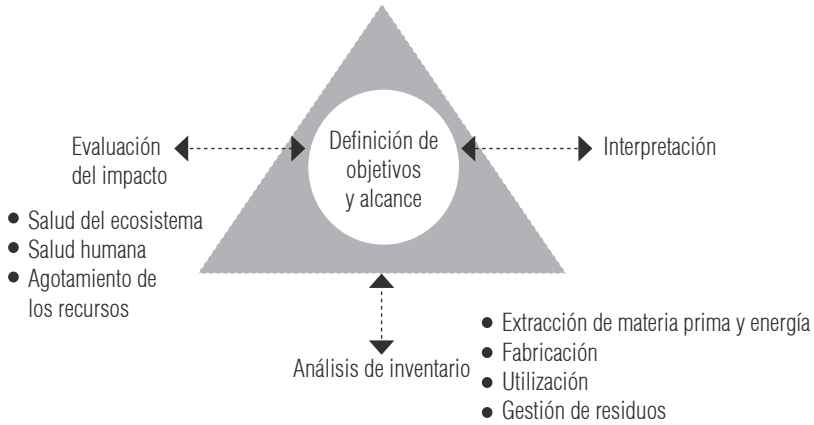 Definición de
objetivos
y alcance
Evaluación
del impacto
Interpretación
● Salud del ecosistema
● Salud humana
● Agotamiento de
los recursos
Análisis de inventario
● Extracción de materia prima y energía
● Fabricación
● Utilización
● Gestión de residuos